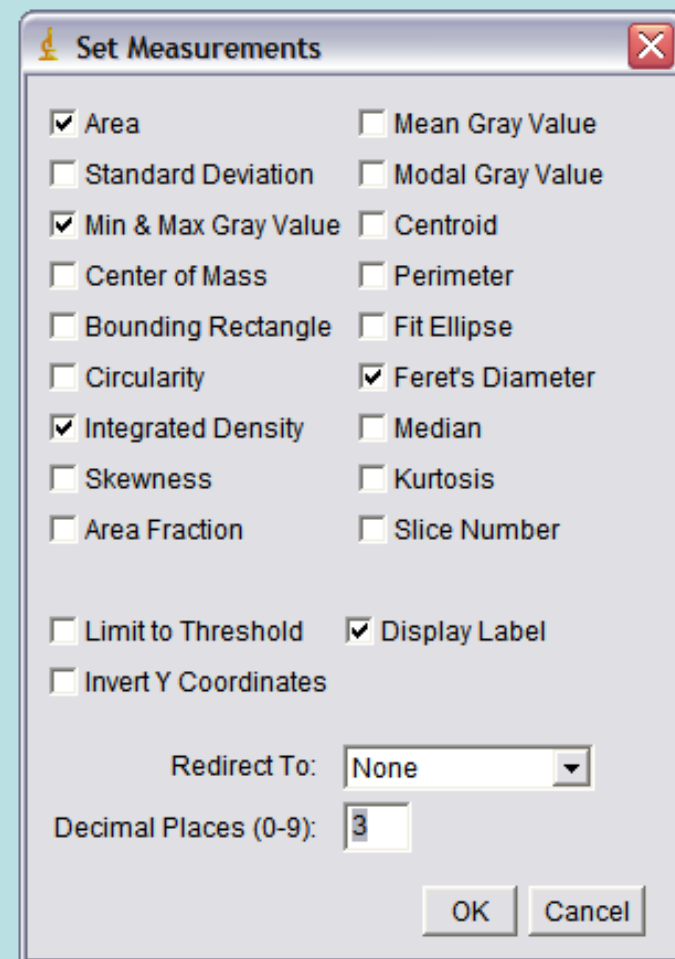 Set Measurements
Area Mean Gray Value
Standard Deviation Modal Gray Value
Min & Max Gray Value Centroid
Center of Mass Perimeter
Bounding Rectangle Fit Ellipse
Circularity Feret's Diameter
Integrated Density Median
Skewness Kurtosis
Area Fraction Slice Number
Limit to Threshold Display Label
Invert Y Coordinates
Redirect To: None
Decimal Places (0-9): 3
OK Cancel